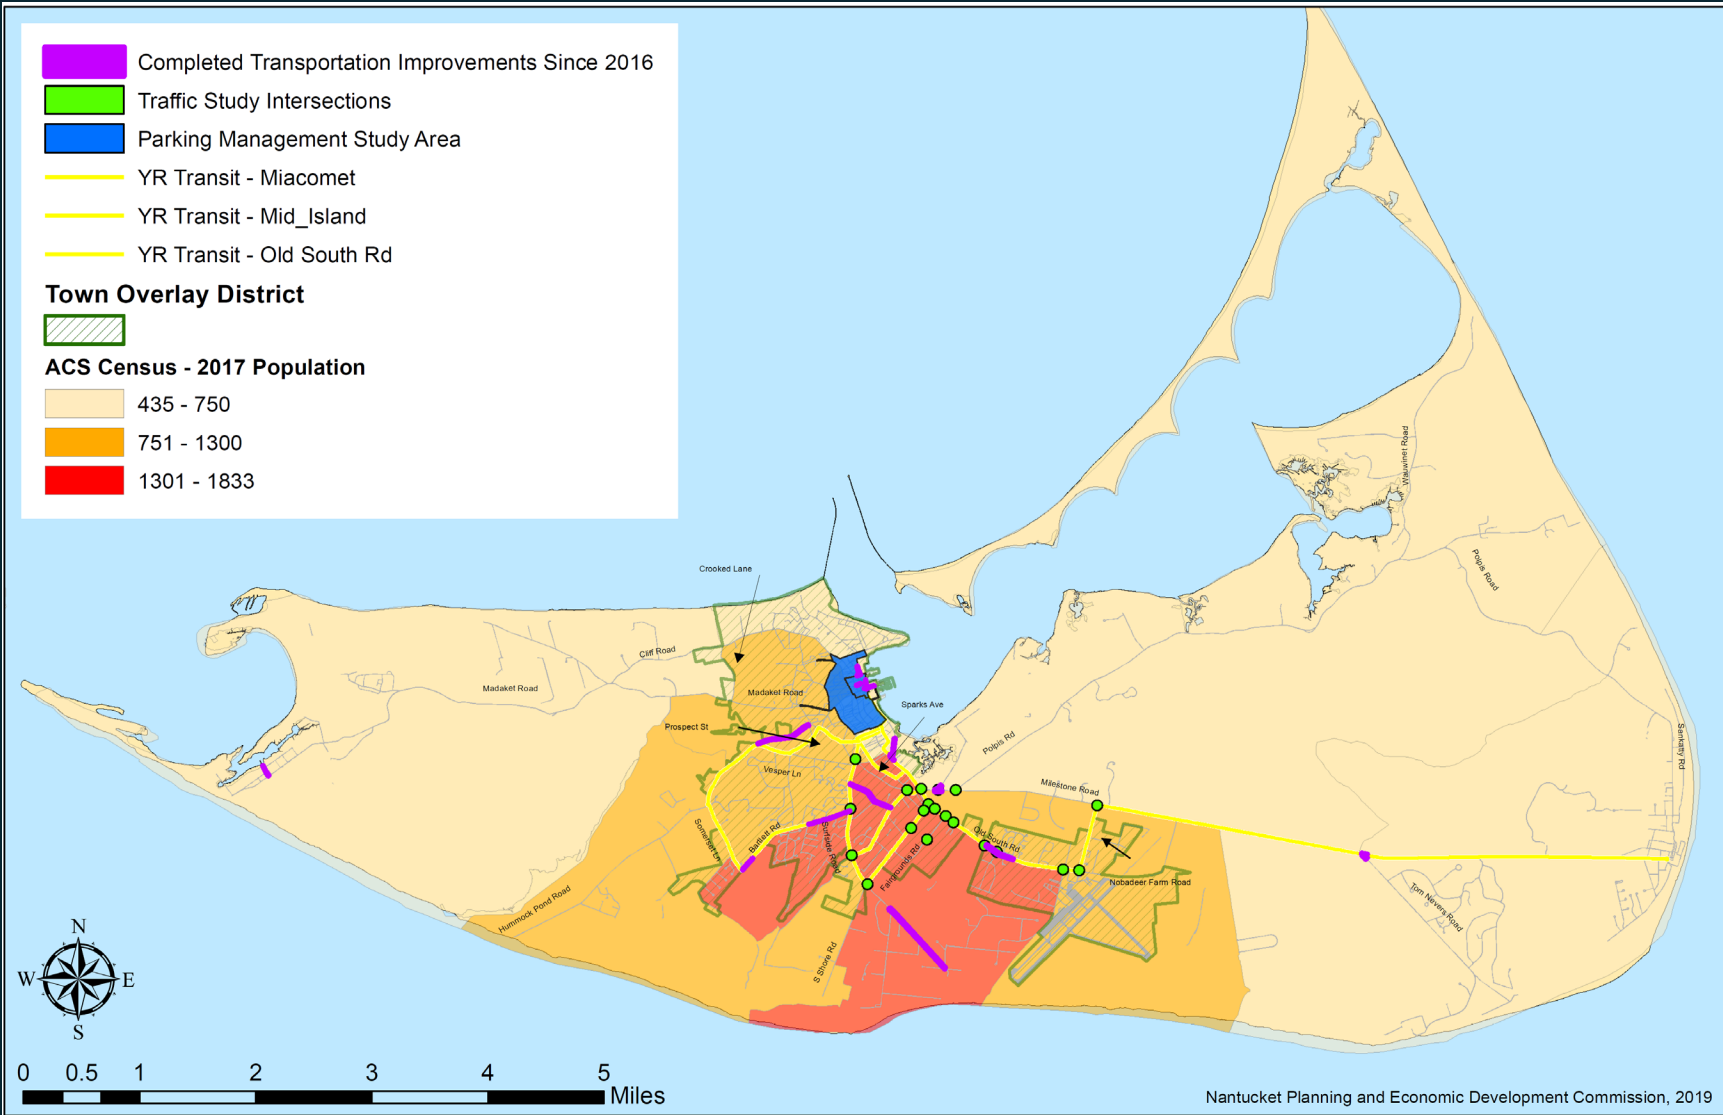 Completed Transportation Improvements Since 2016
Traffic Study Intersections
Parking Management Study Area
YR Transit - Miacomet
YR Transit - Mid_Island
YR Transit - Old South Rd
Town Overlay District
ACS Census - 2017 Population
435 - 750
751 - 1300
1301 - 1833
Wauwinet Road
Polpis Road
Crooked Lane
Cliff Road
Madaket Road
Madaket Road
Sparks Ave
Prospect St
Polpis Rd
Sankaty Rd
Vesper Ln
Milestone Road
Somerset Ln
Bartlett Rd
Surfside Road
Old South Rd
Fairgrounds Rd
Nobadeer Farm Road
Hummock Pond Road
Tom Nevers Road
S Shore Rd
N
W
E
S
0 0.5 1 2 3 4 5
Miles
Nantucket Planning and Economic Development Commission, 2019